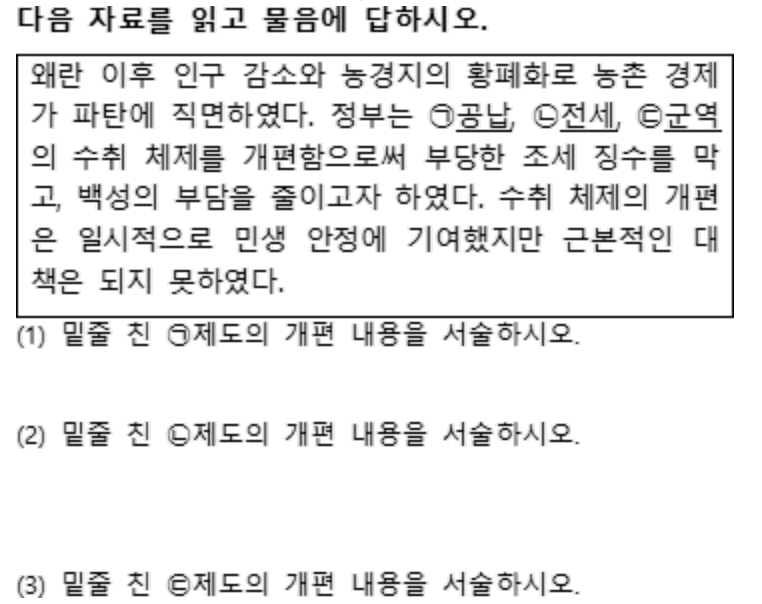 다음 자료를 읽고 물음에 답하시오.
왜란 이후 인구 감소와 농경지의 황폐화로 농촌 경제
가 파탄에 직면하였다. 정부는 ㉠공납, ㉡전세, ㉢군역
의 수취 체제를 개편함으로써 부당한 조세 징수를 막
고, 백성의 부담을 줄이고자 하였다. 수취 체제의 개편
은 일시적으로 민생 안정에 기여했지만 근본적인 대
책은 되지 못하였다.
(1) 밑줄 친 ㉠제도의 개편 내용을 서술하시오.
(2) 밑줄 친 ㉡제도의 개편 내용을 서술하시오.
(3) 밑줄 친 ㉢제도의 개편 내용을 서술하시오.